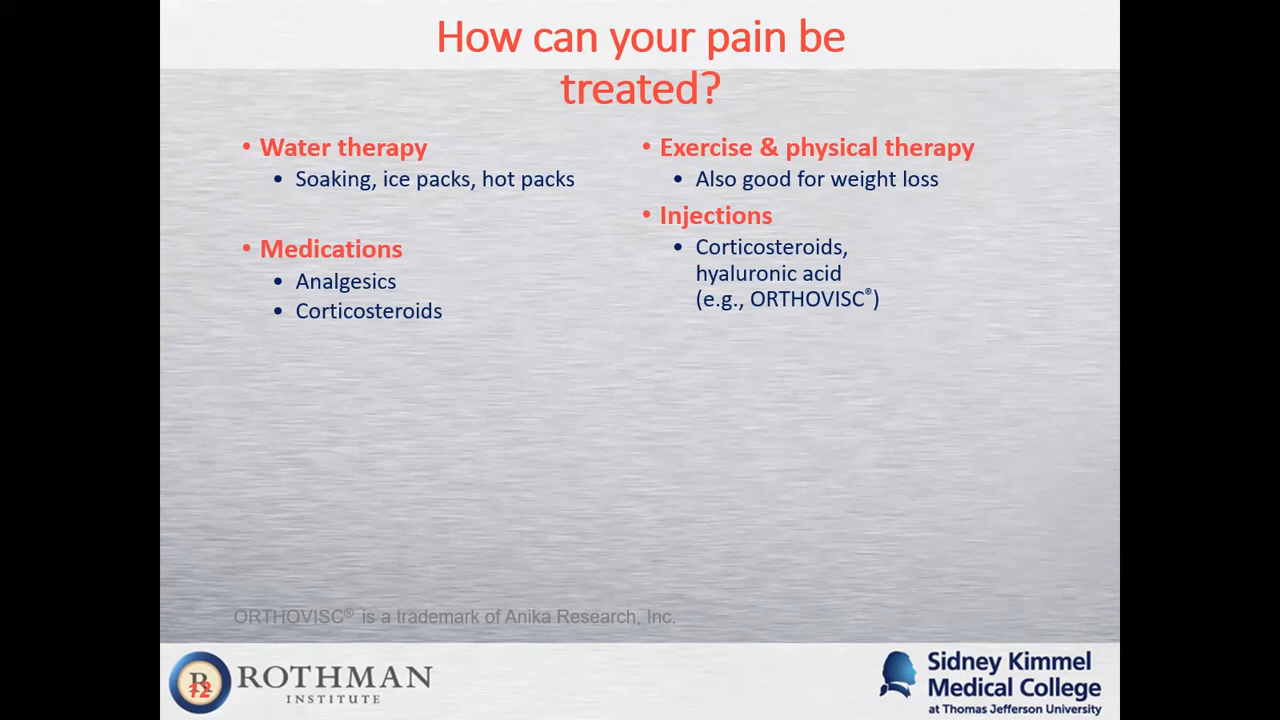 How can your pain be
treated?
• Water therapy
• Soaking, ice packs, hot packs
• Medications
• Analgesics
• Corticosteroids
• Exercise & physical therapy
• Also good for weight loss
• Injections
• Corticosteroids,
hyaluronic acid
(e.g., ORTHOVISC®)
ORTHOVISC® is a trademark of Anika Research, Inc.
R
12
ROTHMAN
INSTITUTE
Sidney Kimmel
Medical College
at Thomas Jefferson University